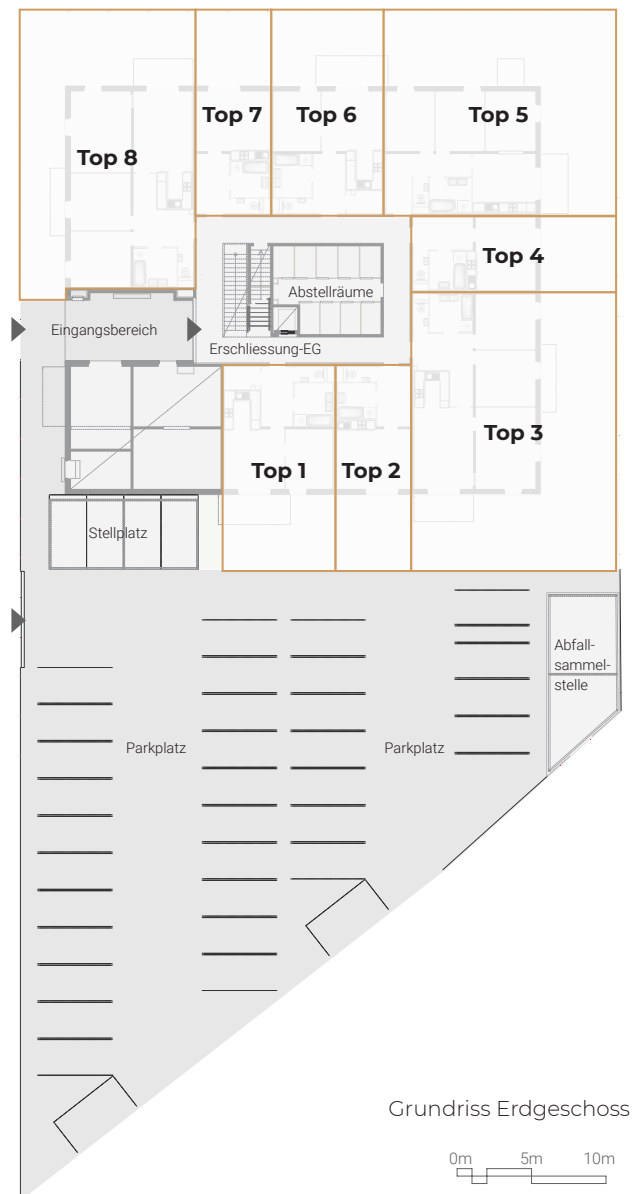 Top 7
Top 6
Top 5
Top 8
Top 4
Abstellräume
Eingangsbereich
Erschliessung-EG
Top 3
Top 1
Top 2
Stellplatz
Abfall-
sammel-
stelle
Parkplatz
Parkplatz
Grundriss Erdgeschoss
0m
5m
10m